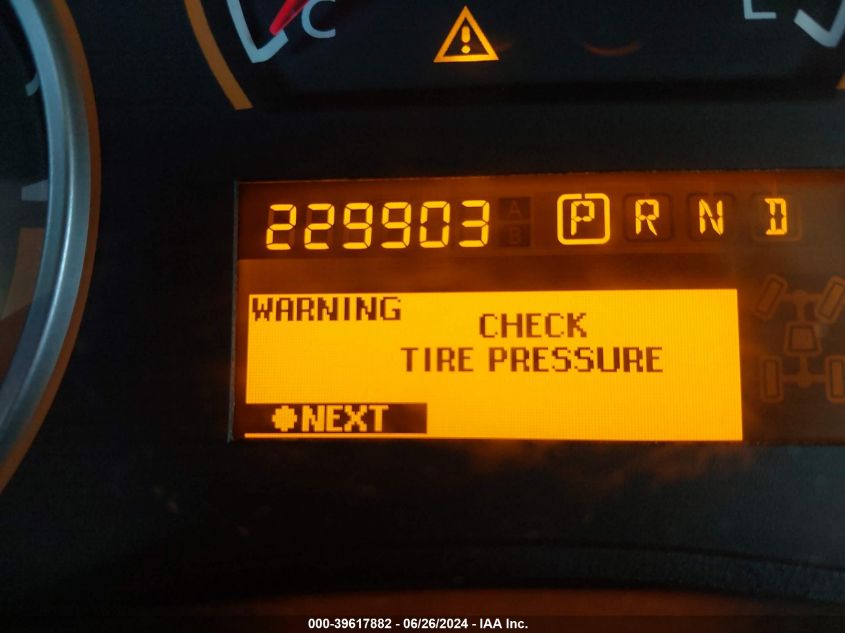 C
E
229903 A P R N D
B
WARNING
CHECK
TIRE PRESSURE
NEXT
000-39617882 - 06/26/2024 - IAA Inc.